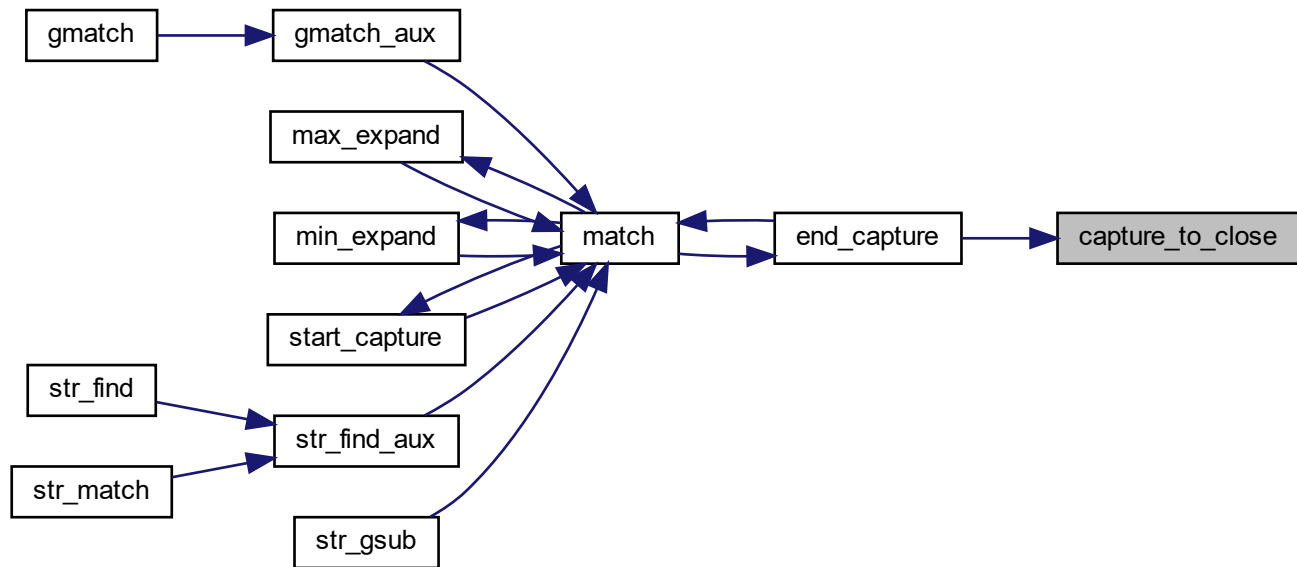 gmatch
gmatch_aux
max_expand
min_expand
match
end_capture
capture_to_close
start_capture
str_find
str_find_aux
str_match
str_gsub